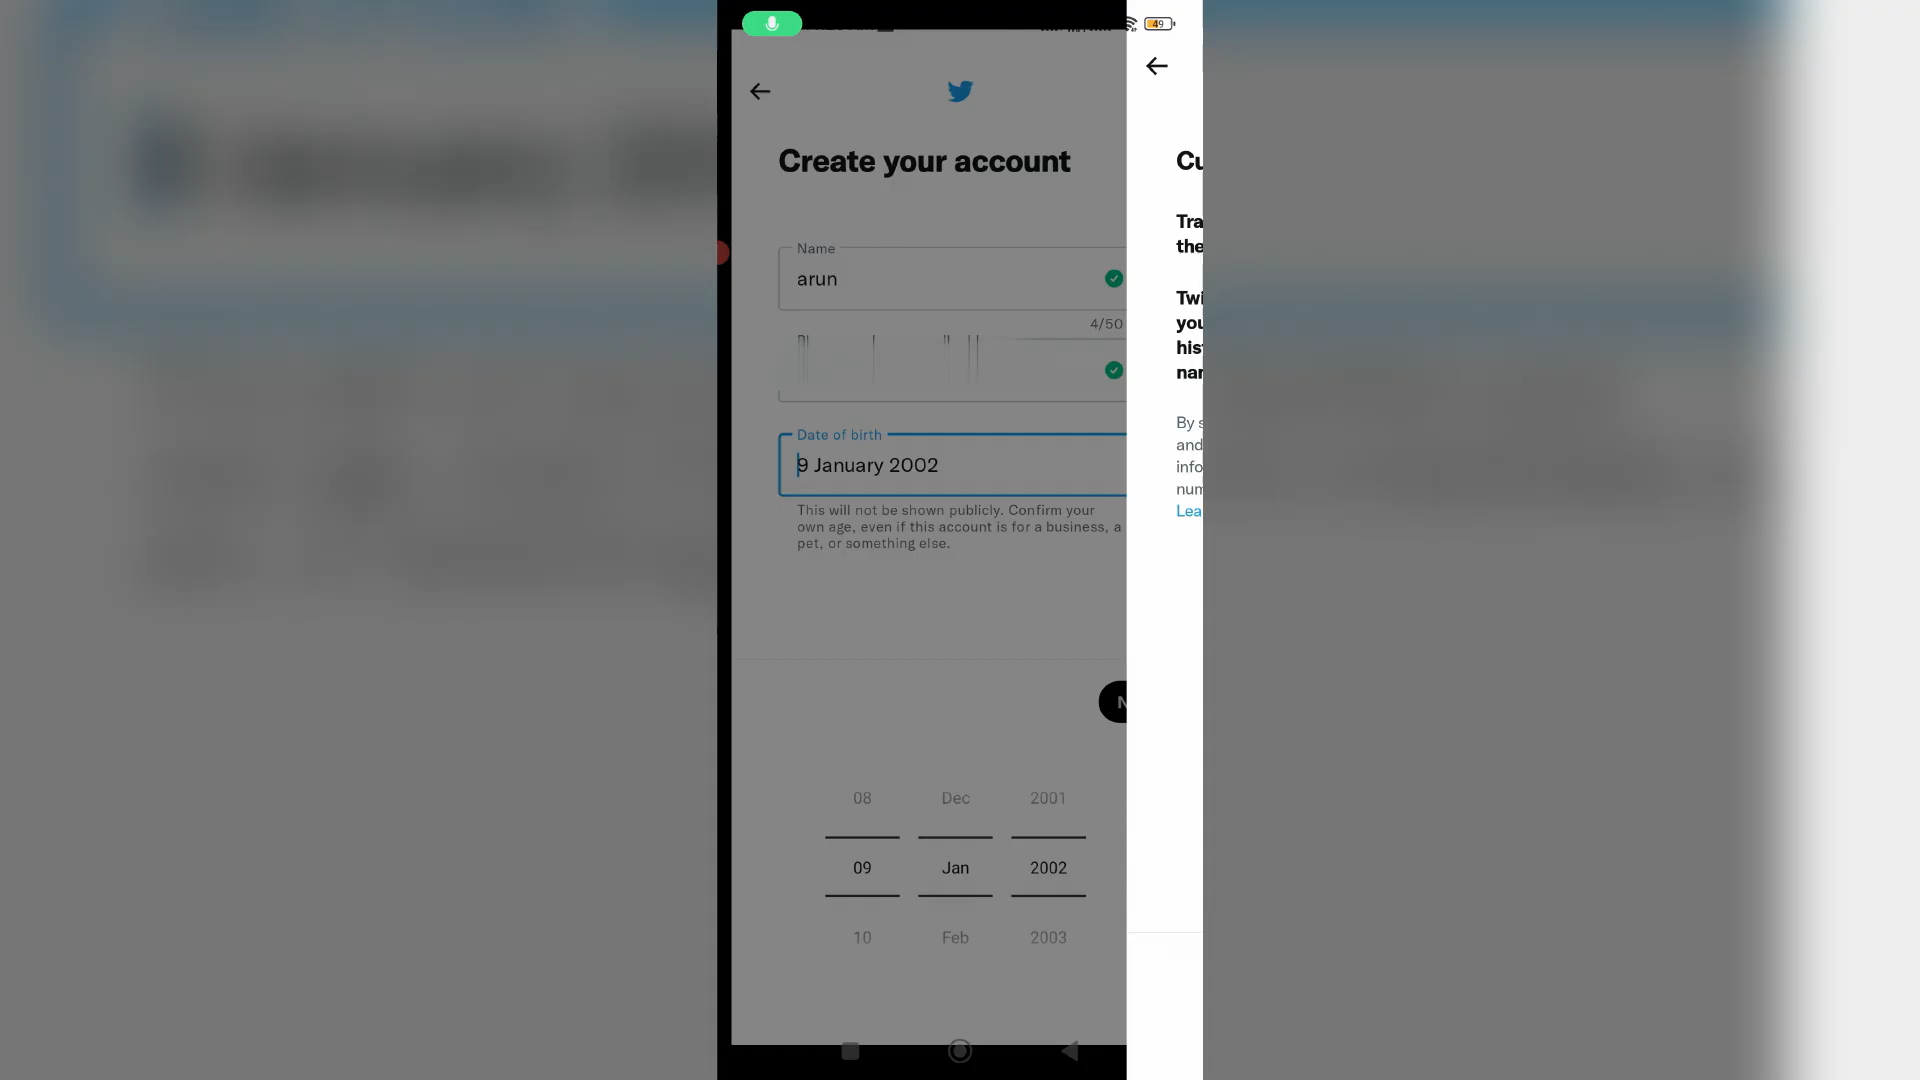 49
Create your account
Name
arun
4/50
Date of birth
9 January 2002
This will not be shown publicly. Confirm your
own age, even if this account is for a business, a
pet, or something else.
N
08 Dec 2001
09 Jan 2002
10 Feb 2003
Cu
Tra
the
Twi
you
his
nar
By s
and
info
num
Lea